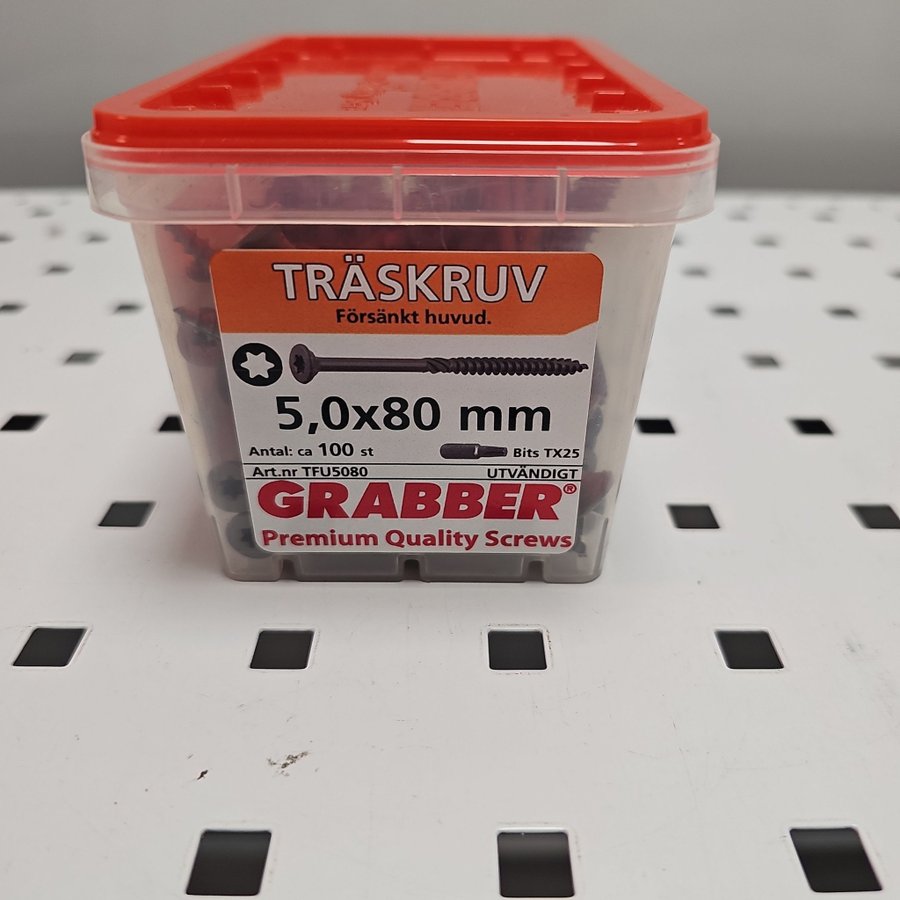 TRÄSKRUV
Försänkt huvud.
5,0x80 mm
Antal: ca 100 st Bits TX25
Art.nr TFU5080 UTVÄNDIGT
GRABBER®
Premium Quality Screws